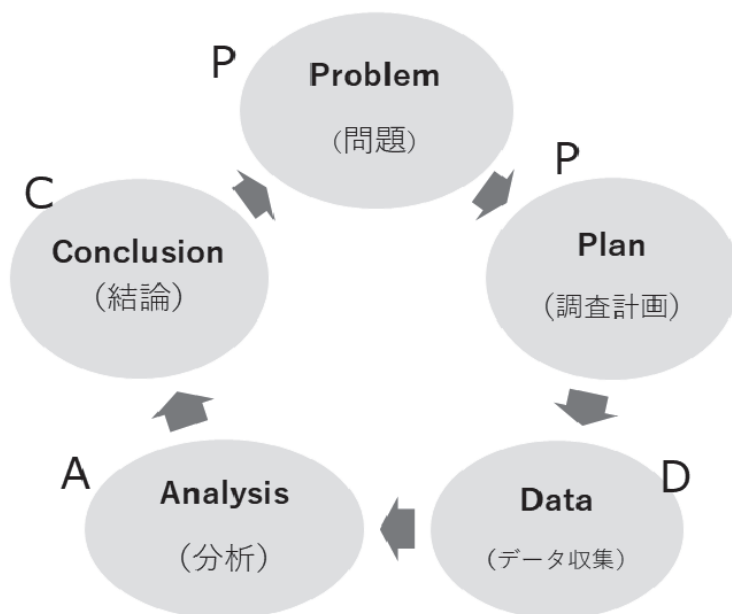 P
Problem
(問題)
P
Plan
(調査計画)
D
Data
(データ収集)
A
Analysis
(分析)
C
Conclusion
(結論)